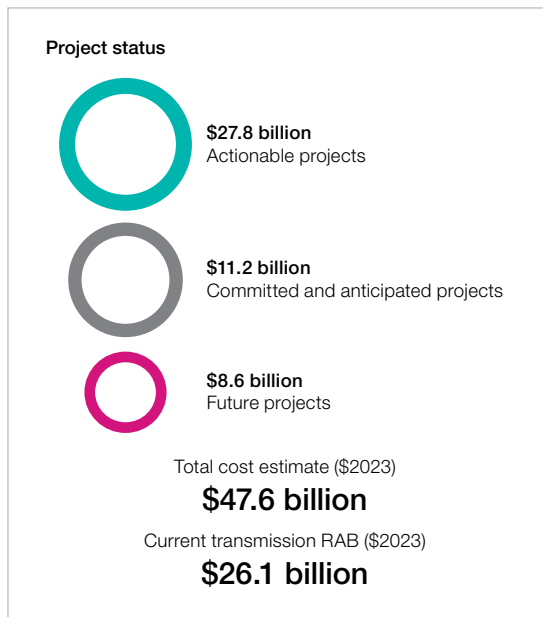 Project status
$27.8 billion
Actionable projects
$11.2 billion
Committed and anticipated projects
$8.6 billion
Future projects
Total cost estimate ($2023)
$47.6 billion
Current transmission RAB ($2023)
$26.1 billion